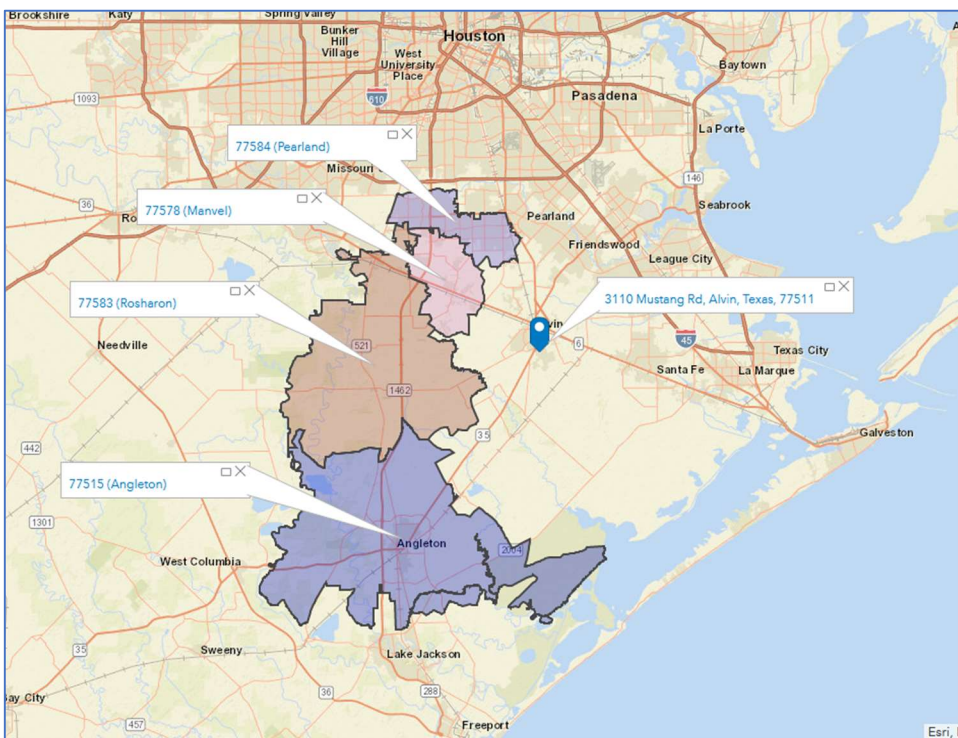 Brookshire
Katy
Spring Valley
Bunker
Hill
Village
Houston
West
University
Place
Baytown
1093
610
Pasadena
La Porte
77584 (Pearland)
Missouri
146
77578 (Manvel)
36
Seabrook
Pearland
Friendswood
League City
77583 (Rosharon)
3110 Mustang Rd, Alvin, Texas, 77511
Needville
521
6
45
Texas City
Santa Fe
La Marque
1462
35
Galveston
442
77515 (Angleton)
1301
Angleton
2004
West Columbia
35
Sweeny
Lake Jackson
36
288
457
Freeport
Esri,